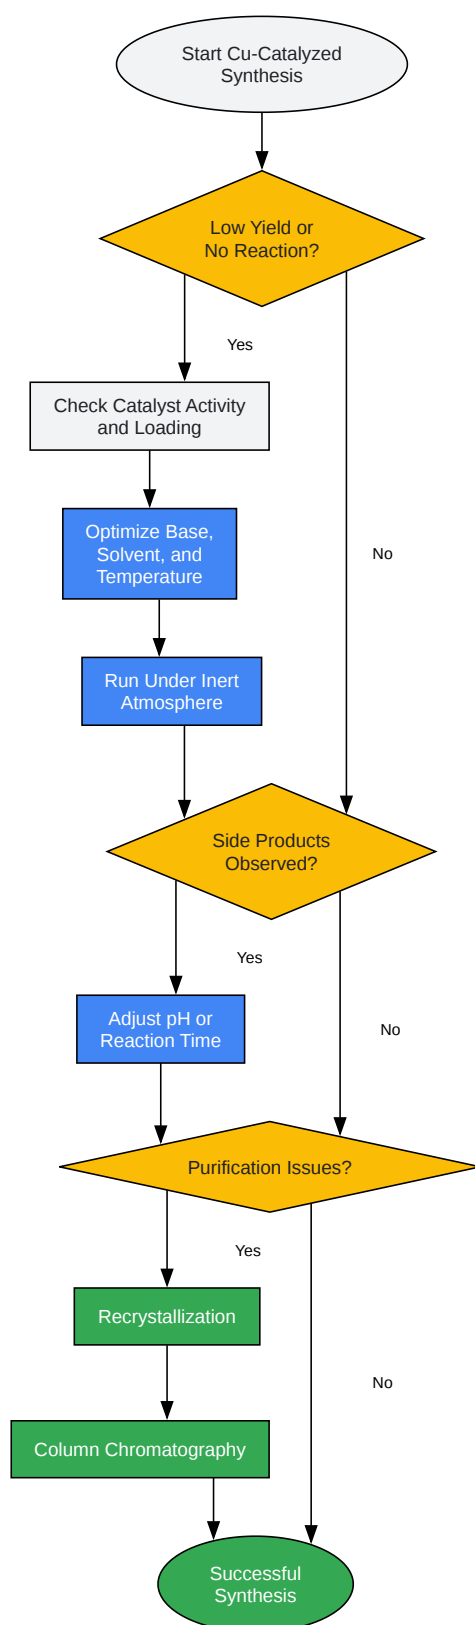 Start Cu-Catalyzed
Synthesis
Low Yield or
No Reaction?
Yes
Check Catalyst Activity
and Loading
Optimize Base,
Solvent, and
Temperature
No
Run Under Inert
Atmosphere
Side Products
Observed?
Yes
Adjust pH or
Reaction Time
No
Purification Issues?
Yes
Recrystallization
No
Column Chromatography
Successful
Synthesis